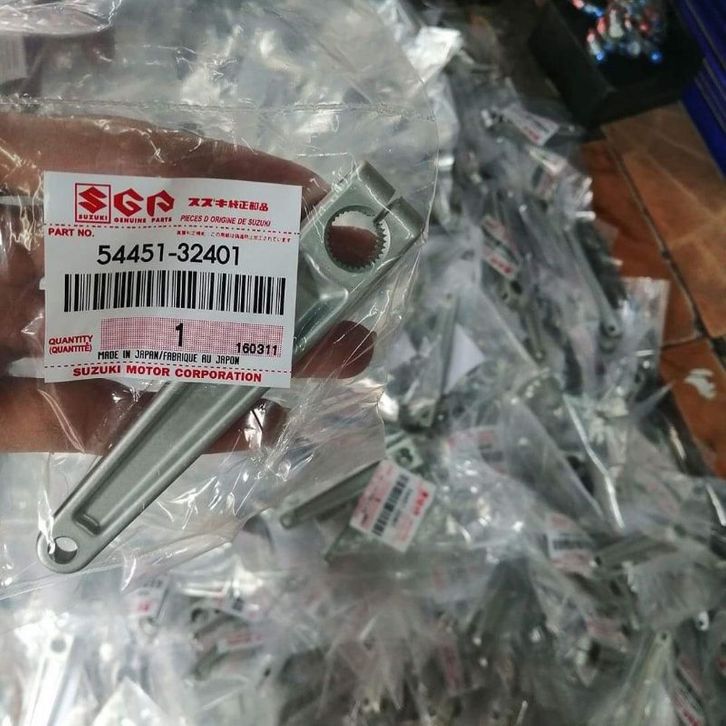 SGP スズキ純正部品
SUZUKI GENUINE PARTS PIECES D ORIGINE DE SUZUKI
PART NO.
54451-32401
QUANTITY
(QUANTITÉ)
1
160311
MADE IN JAPAN/FABRIQUE AU JAPON
SUZUKI MOTOR CORPORATION